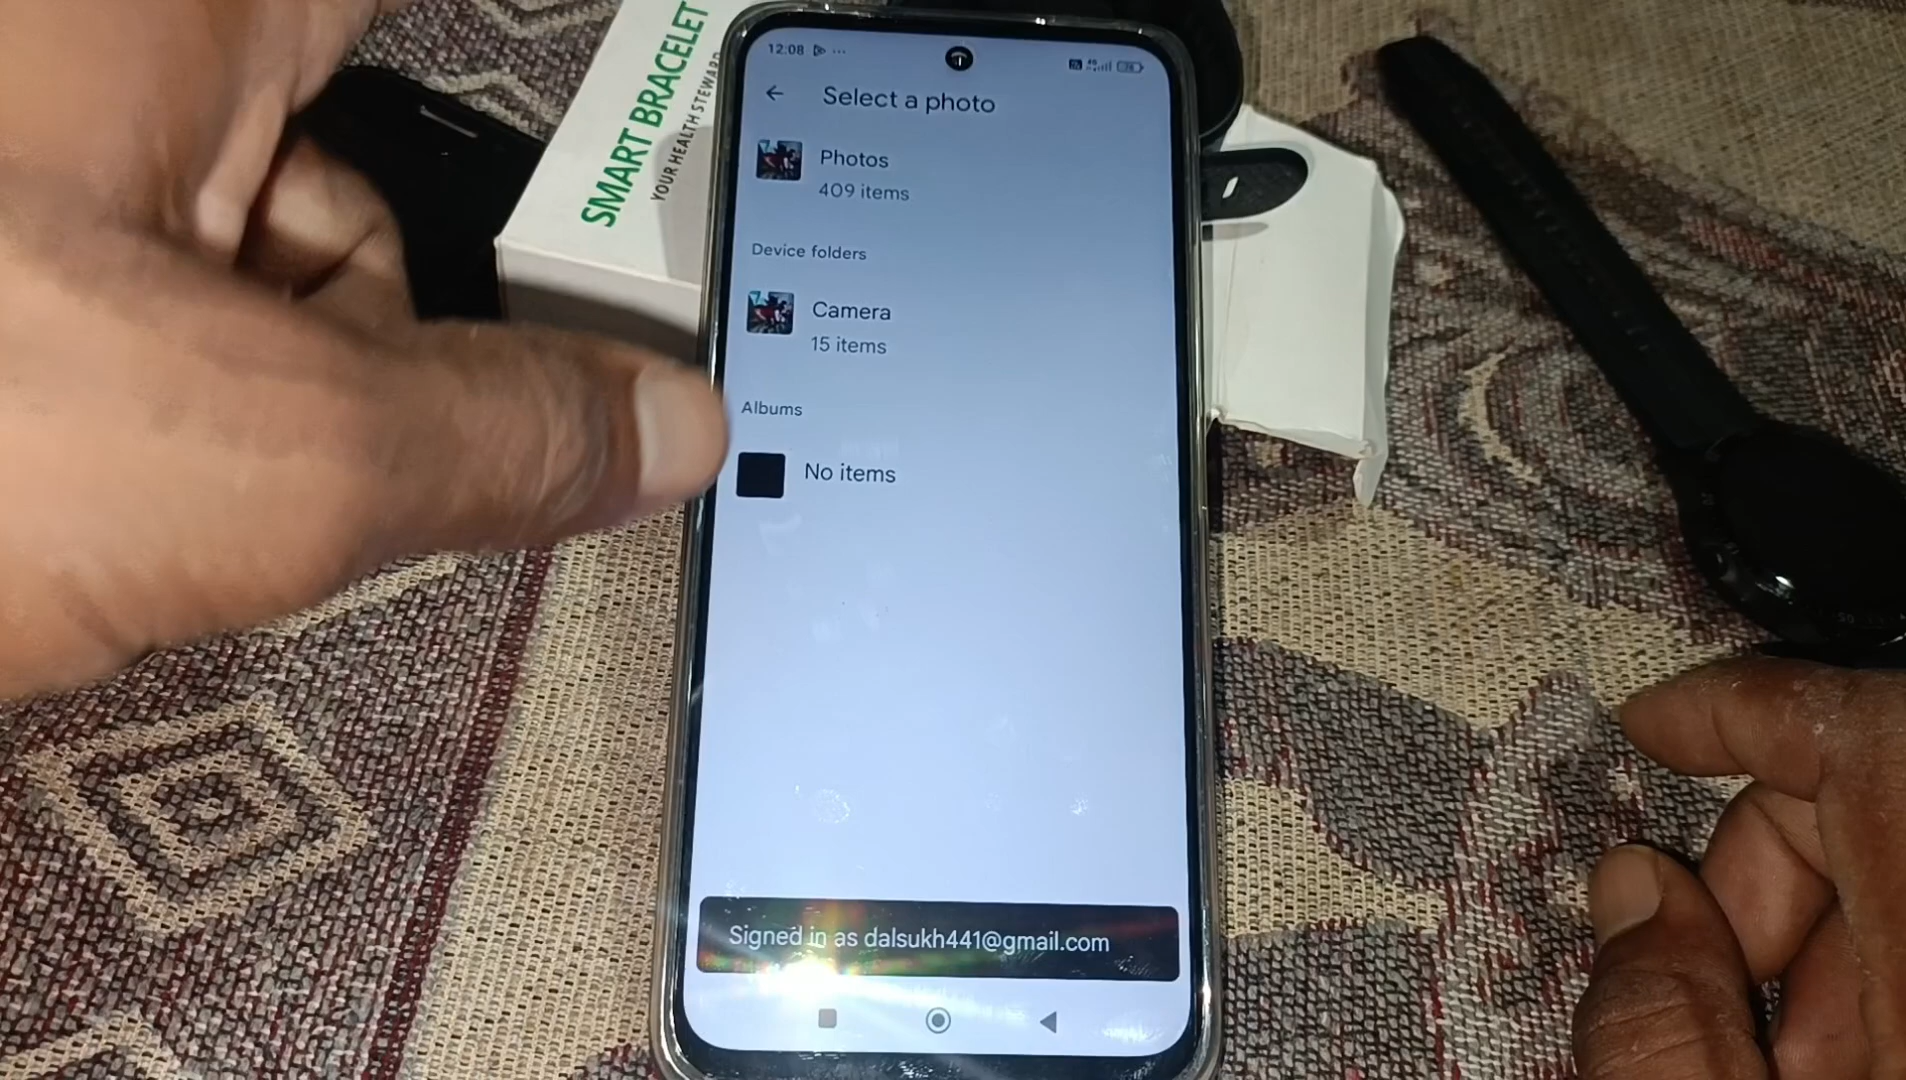 SMART BRACELET
YOUR HEALTH STEWARD
12:08
Select a photo
Photos
409 items
Device folders
Camera
15 items
Albums
No items
Signed in as dalsukh441@gmail.com